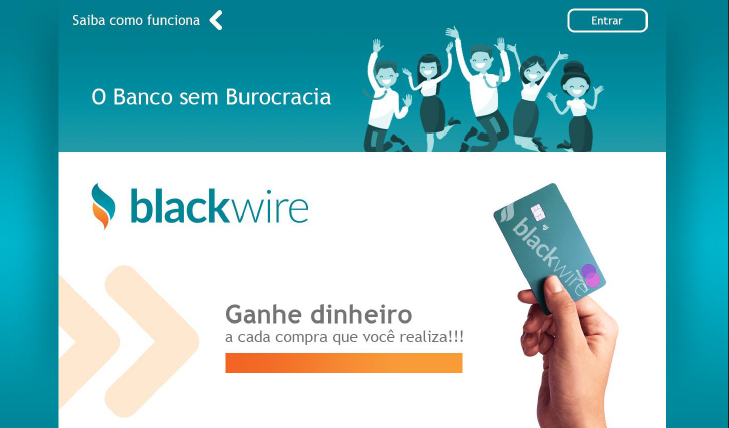 Saiba como funciona
Entrar
O Banco sem Burocracia
blackwire
blackwire
Ganhe dinheiro
a cada compra que você realiza!!!